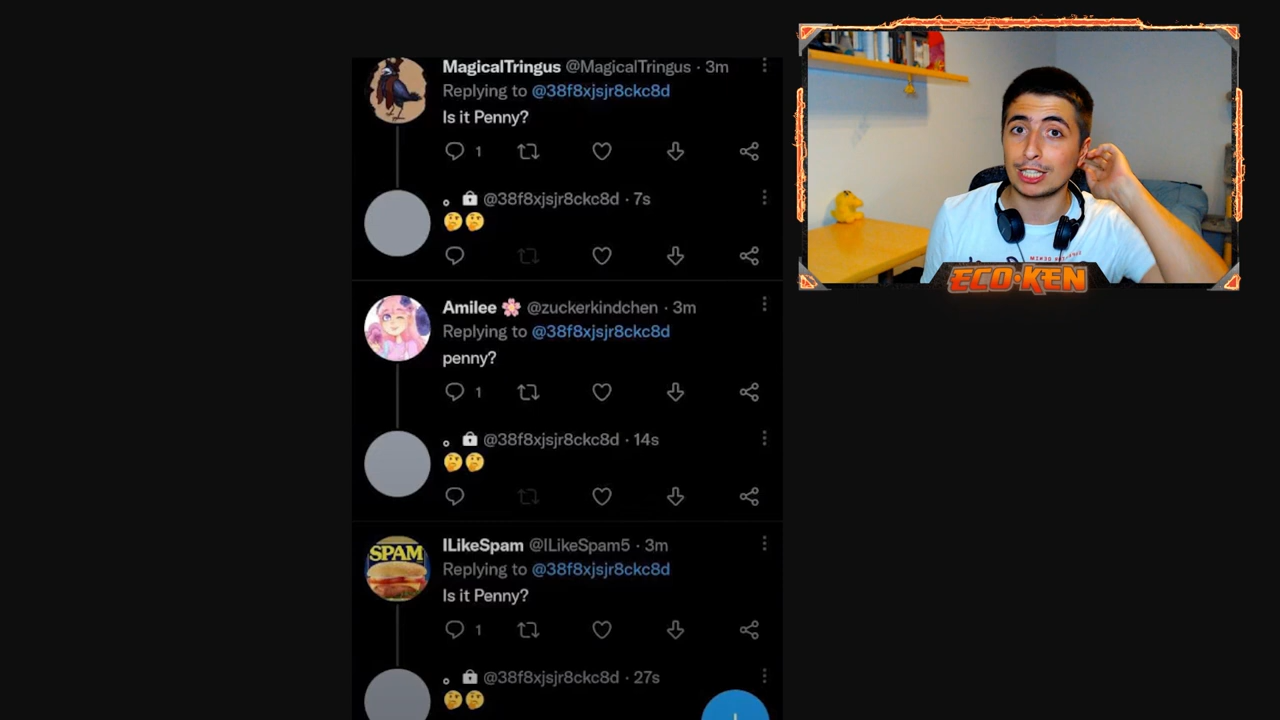 MagicalTringus @MagicalTringus · 3m
Replying to @38f8xjsjr8ckc8d
Is it Penny?
1
@38f8xjsjr8ckc8d · 7s
🤔🤔
Amilee 🌸 @zuckerkindchen · 3m
Replying to @38f8xjsjr8ckc8d
penny?
1
@38f8xjsjr8ckc8d · 14s
🤔🤔
SPAM
ILikeSpam @ILikeSpam5 · 3m
Replying to @38f8xjsjr8ckc8d
Is it Penny?
1
@38f8xjsjr8ckc8d · 27s
🤔🤔
ECO·KEN